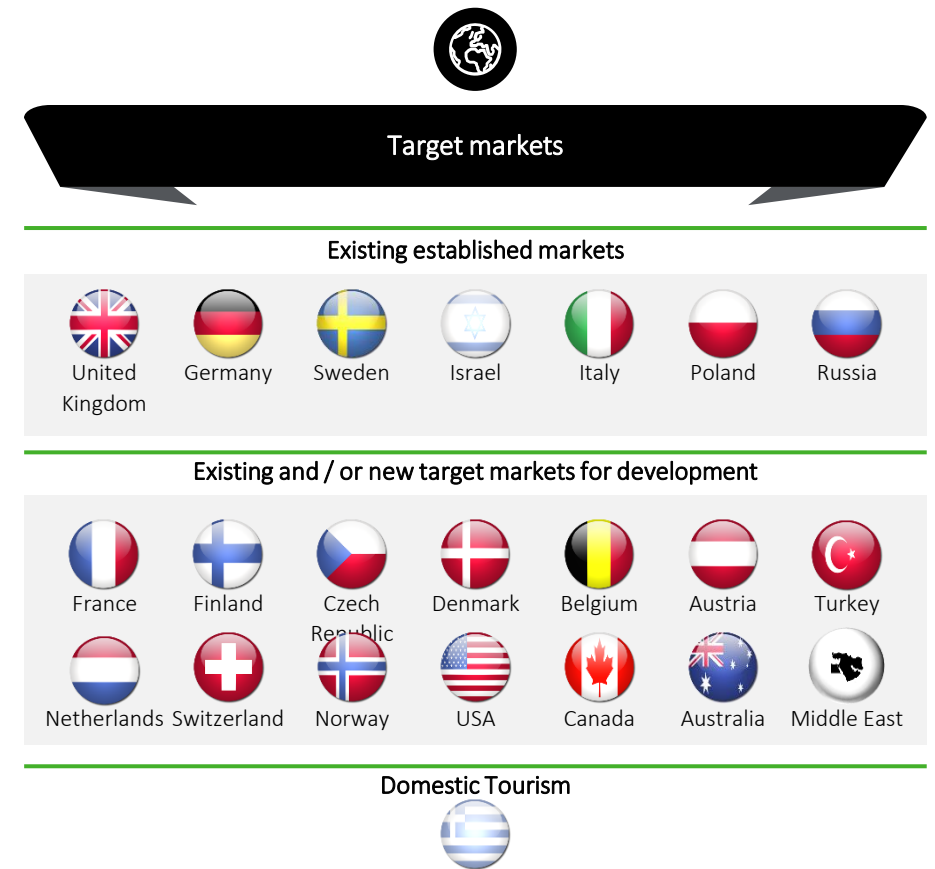 Target markets
Existing established markets
United Kingdom
Germany
Sweden
Israel
Italy
Poland
Russia
Existing and / or new target markets for development
France
Finland
Czech Republic
Denmark
Belgium
Austria
Turkey
Netherlands
Switzerland
Norway
USA
Canada
Australia
Middle East
Domestic Tourism